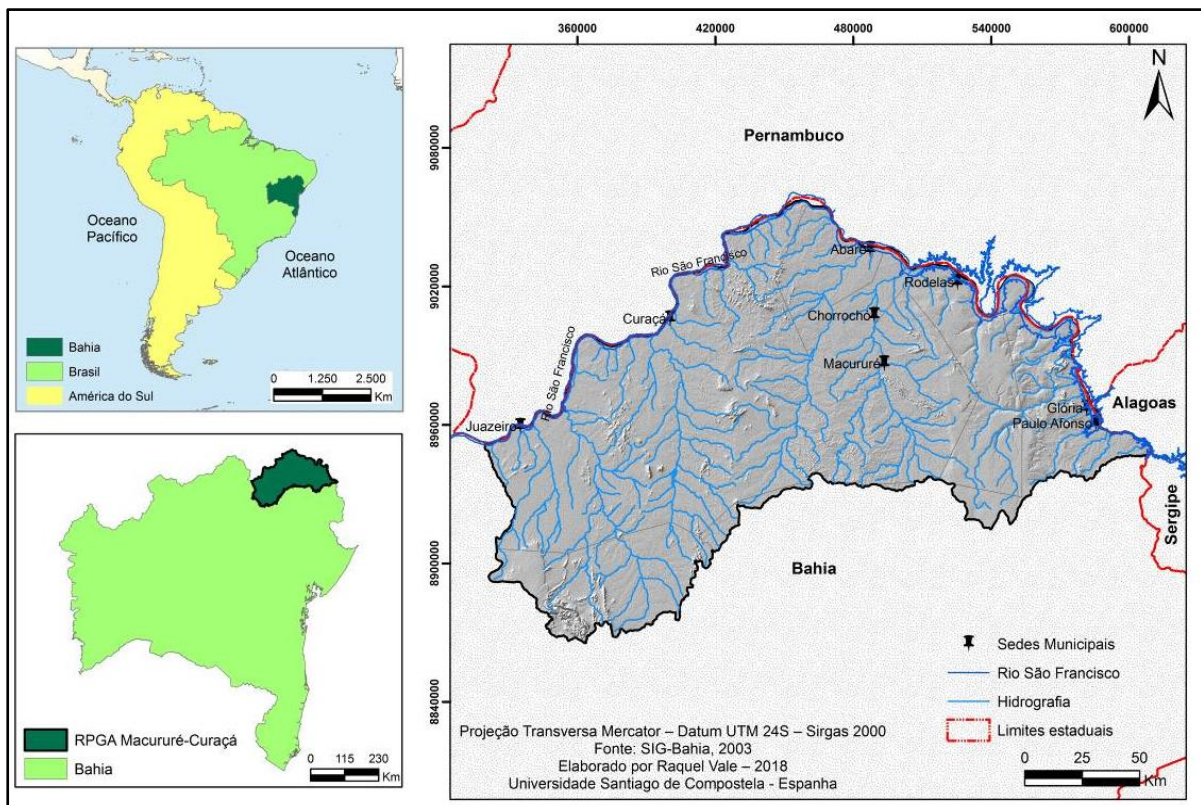 Oceano
Pacífico
Oceano
Atlântico
Bahia
Brasil
América do Sul
0 1.250 2.500
Km
RPGA Macururé-Curaçá
Bahia
0 115 230
Km
360000 420000 480000 540000 600000
9080000
9020000
8960000
8900000
8840000
N
Pernambuco
Rio São Francisco
Abaré
Rodelas
Curaçá
Chorrocho
Macururé
Rio São Francisco
Juazeiro
Glória
Paulo Afonso
Alagoas
Sergipe
Bahia
Sedes Municipais
Rio São Francisco
Hidrografia
Limites estaduais
Projeção Transversa Mercator – Datum UTM 24S – Sirgas 2000
Fonte: SIG-Bahia, 2003
Elaborado por Raquel Vale – 2018
Universidade Santiago de Compostela - Espanha
0 25 50
Km